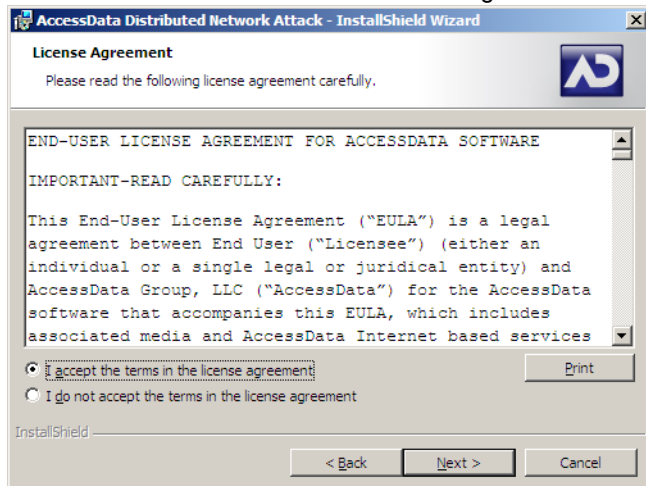 AccessData Distributed Network Attack - InstallShield Wizard
License Agreement
Please read the following license agreement carefully.
END-USER LICENSE AGREEMENT FOR ACCESSDATA SOFTWARE
IMPORTANT-READ CAREFULLY:
This End-User License Agreement (“EULA”) is a legal
agreement between End User (“Licensee”) (either an
individual or a single legal or juridical entity) and
AccessData Group, LLC (“AccessData”) for the AccessData
software that accompanies this EULA, which includes
associated media and AccessData Internet based services
I accept the terms in the license agreement
Print
I do not accept the terms in the license agreement
InstallShield
< Back
Next >
Cancel